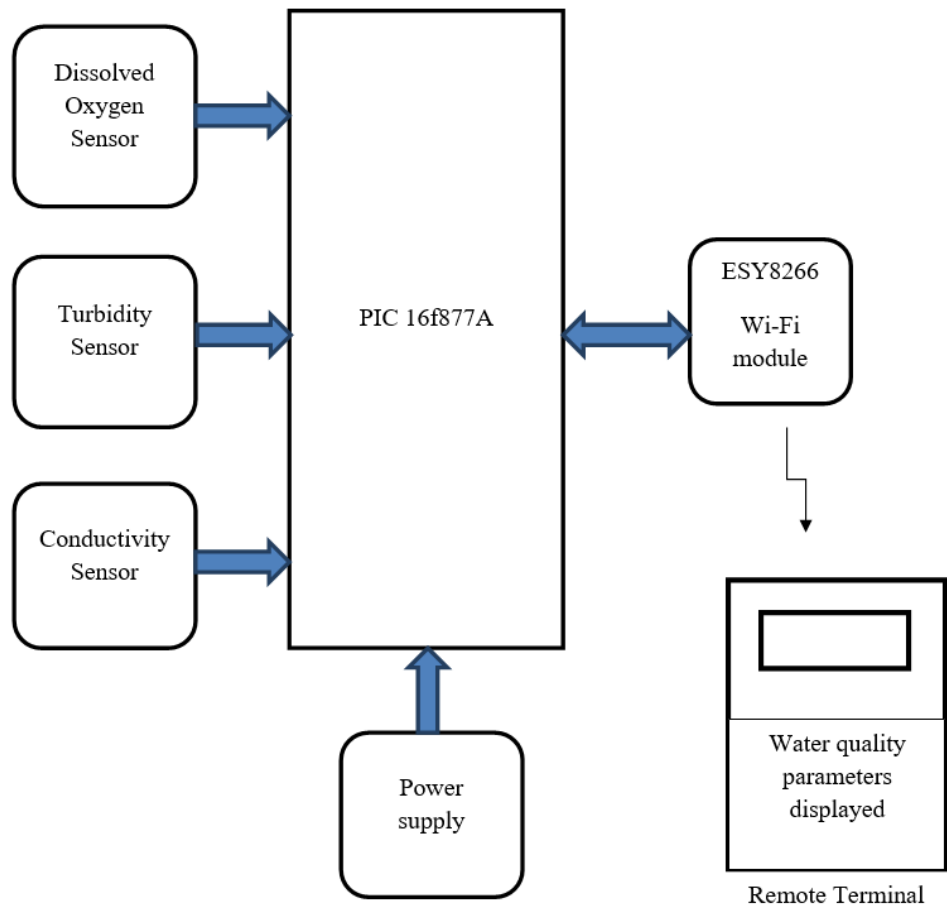 Dissolved
Oxygen
Sensor
Turbidity
Sensor
Conductivity
Sensor
PIC 16f877A
Power
supply
ESY8266
Wi-Fi
module
Water quality
parameters
displayed
Remote Terminal